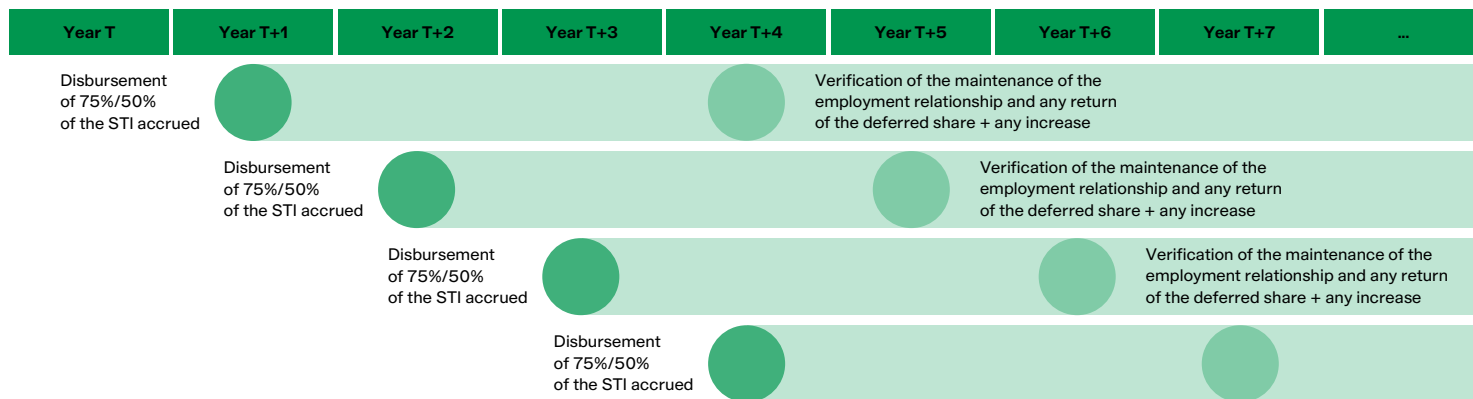 Year T
Year T+1
Year T+2
Year T+3
Year T+4
Year T+5
Year T+6
Year T+7
...
Disbursement
of 75%/50%
of the STI accrued
Verification of the maintenance of the
employment relationship and any return
of the deferred share + any increase
Disbursement
of 75%/50%
of the STI accrued
Verification of the maintenance of the
employment relationship and any return
of the deferred share + any increase
Disbursement
of 75%/50%
of the STI accrued
Verification of the maintenance of the
employment relationship and any return
of the deferred share + any increase
Disbursement
of 75%/50%
of the STI accrued